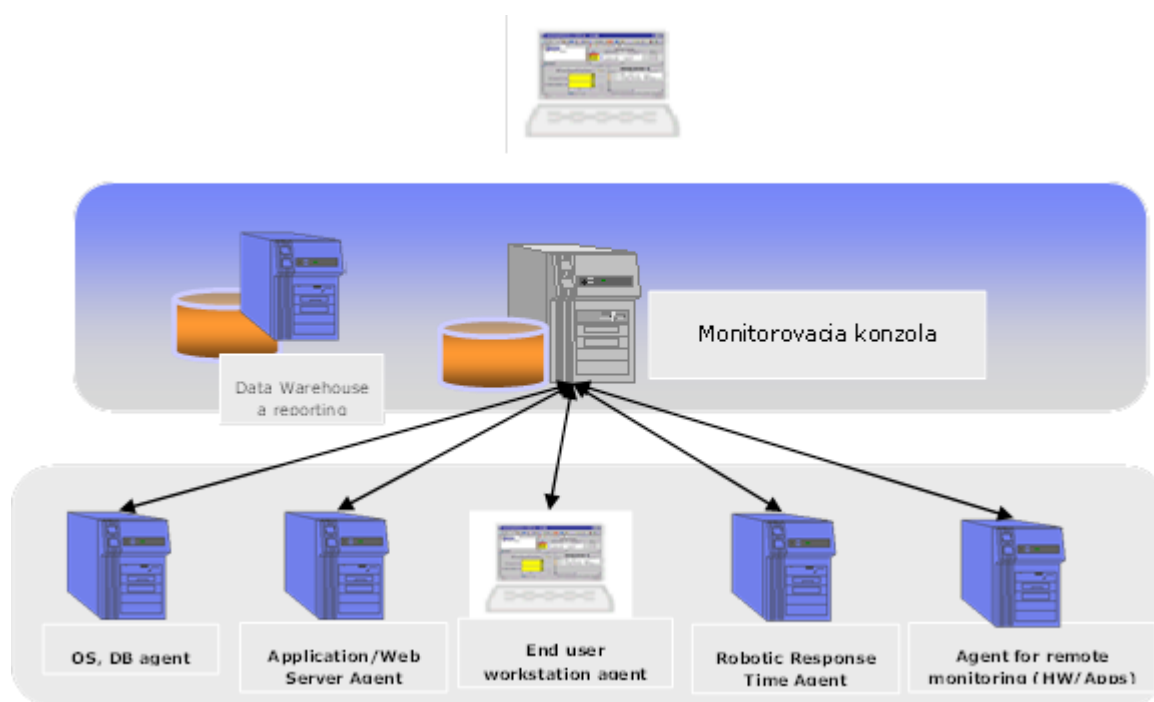 Monitorovacia konzola
Data Warehouse
a reporting
OS, DB agent
Application/Web
Server Agent
End user
workstation agent
Robotic Response
Time Agent
Agent for remote
monitoring (HW/Apps)